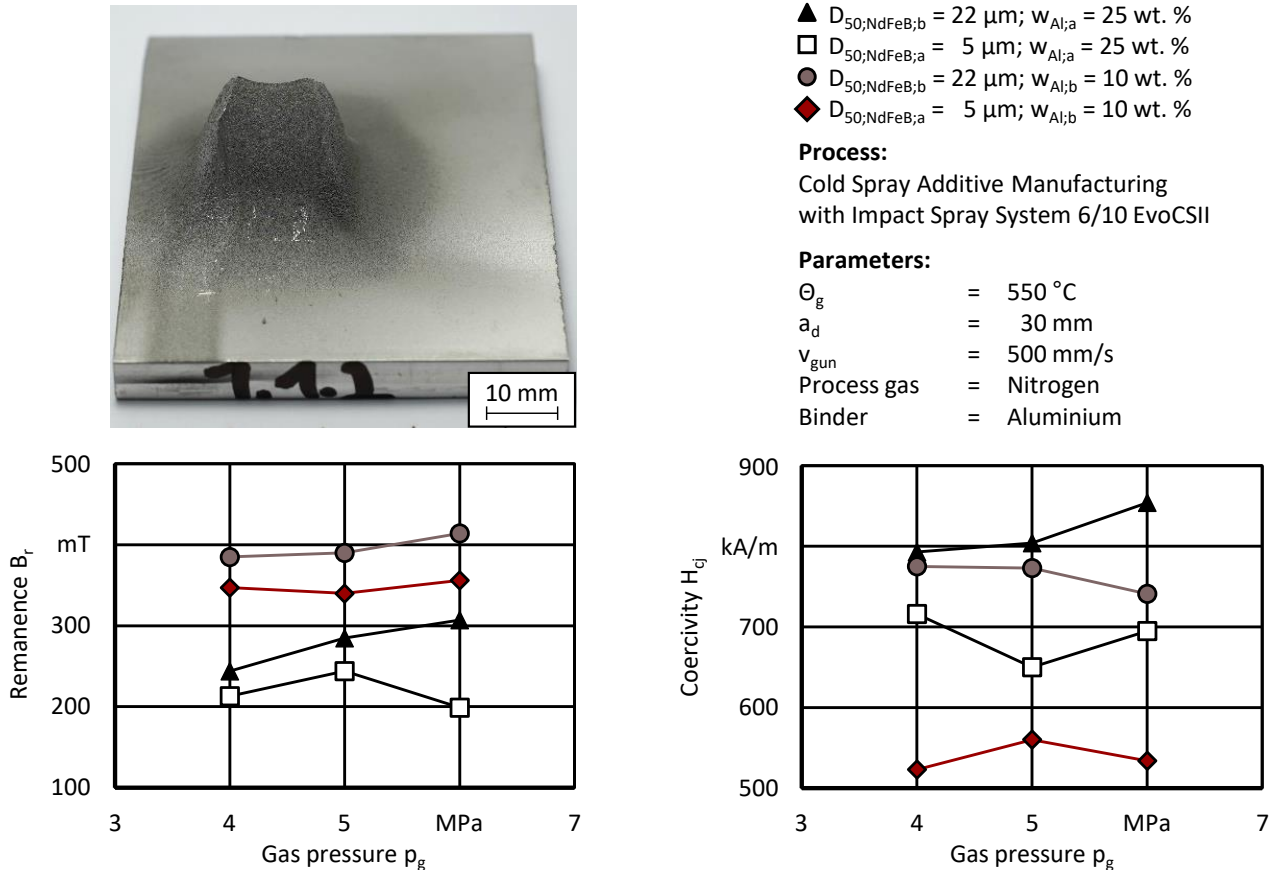 D50;NdFeB;b = 22 µm; wAl;a = 25 wt. %
D50;NdFeB;a = 5 µm; wAl;a = 25 wt. %
D50;NdFeB;b = 22 µm; wAl;b = 10 wt. %
D50;NdFeB;a = 5 µm; wAl;b = 10 wt. %
Process:
Cold Spray Additive Manufacturing
with Impact Spray System 6/10 EvoCSII
Parameters:
Θg = 550 °C
ad = 30 mm
vgun = 500 mm/s
Process gas = Nitrogen
Binder = Aluminium
1.1.1
10 mm
Remanence Br
500
mT
300
200
100
3 4 5 MPa 7
Gas pressure pg
Coercivity Hcj
900
kA/m
700
600
500
3 4 5 MPa 7
Gas pressure pg